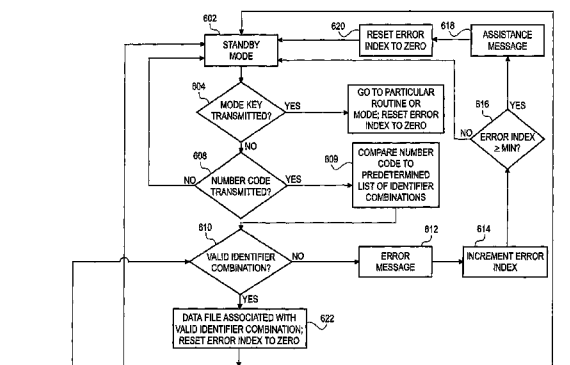 602
STANDBY
MODE
620
RESET ERROR
INDEX TO ZERO
618
ASSISTANCE
MESSAGE
604
MODE KEY
TRANSMITTED?
YES
GO TO PARTICULAR
ROUTINE OR
MODE; RESET ERROR
INDEX TO ZERO
NO
616
YES
NO
ERROR INDEX
≥ MIN?
608
NO
NUMBER CODE
TRANSMITTED?
YES
609
COMPARE NUMBER
CODE TO
PREDETERMINED
LIST OF IDENTIFIER
COMBINATIONS
610
VALID IDENTIFIER
COMBINATION?
NO
612
ERROR
MESSAGE
614
INCREMENT ERROR
INDEX
YES
DATA FILE ASSOCIATED WITH
VALID IDENTIFIER COMBINATION;
RESET ERROR INDEX TO ZERO
622